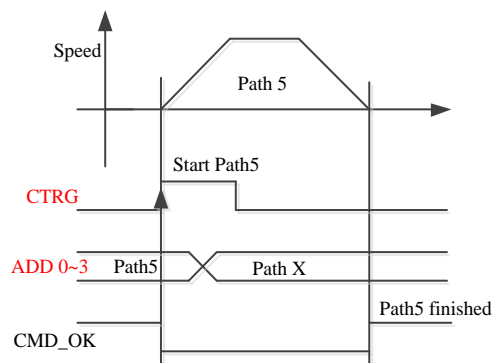 Speed
Path 5
Start Path5
CTRG
ADD 0~3
Path5
Path X
Path5 finished
CMD_OK